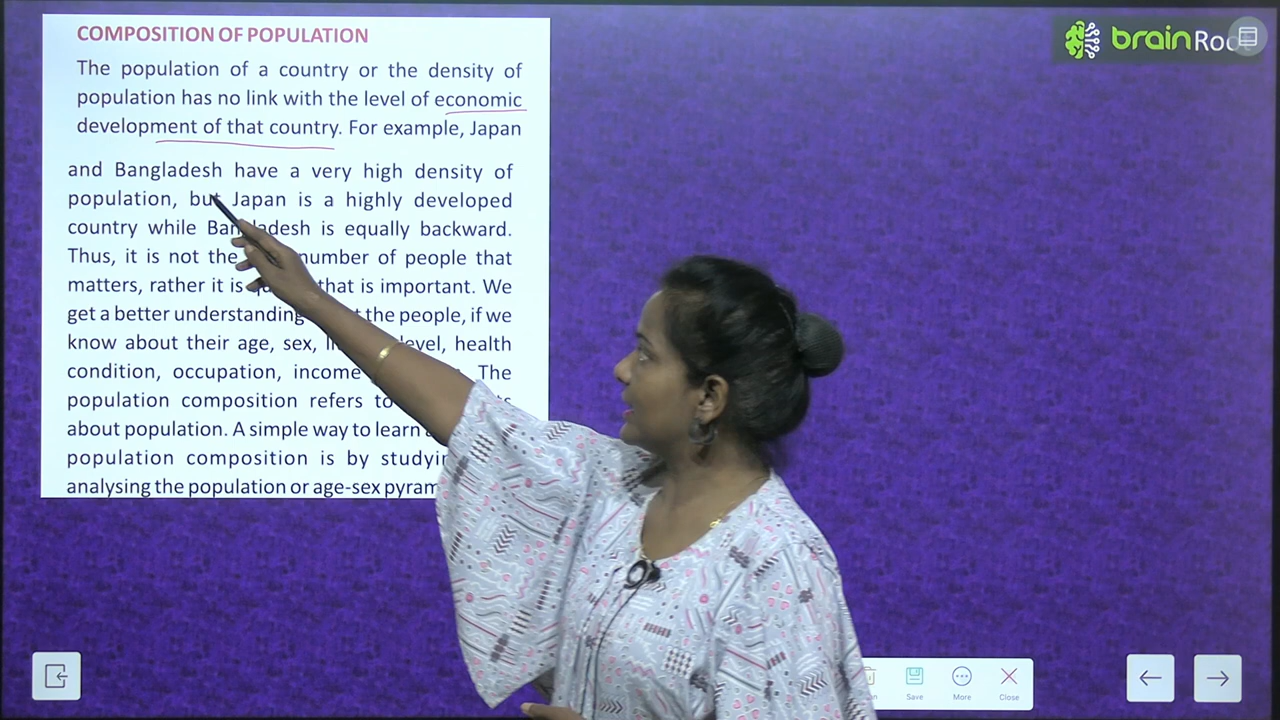 COMPOSITION OF POPULATION
The population of a country or the density of
population has no link with the level of economic
development of that country. For example, Japan
and Bangladesh have a very high density of
population, but Japan is a highly developed
country while Bangladesh is equally backward.
Thus, it is not the number of people that
matters, rather it is that is important. We
get a better understanding the people, if we
know about their age, sex, level, health
condition, occupation, income The
population composition refers to
about population. A simple way to learn
population composition is by
analysing the population or age-sex
brain
Save
More
Close